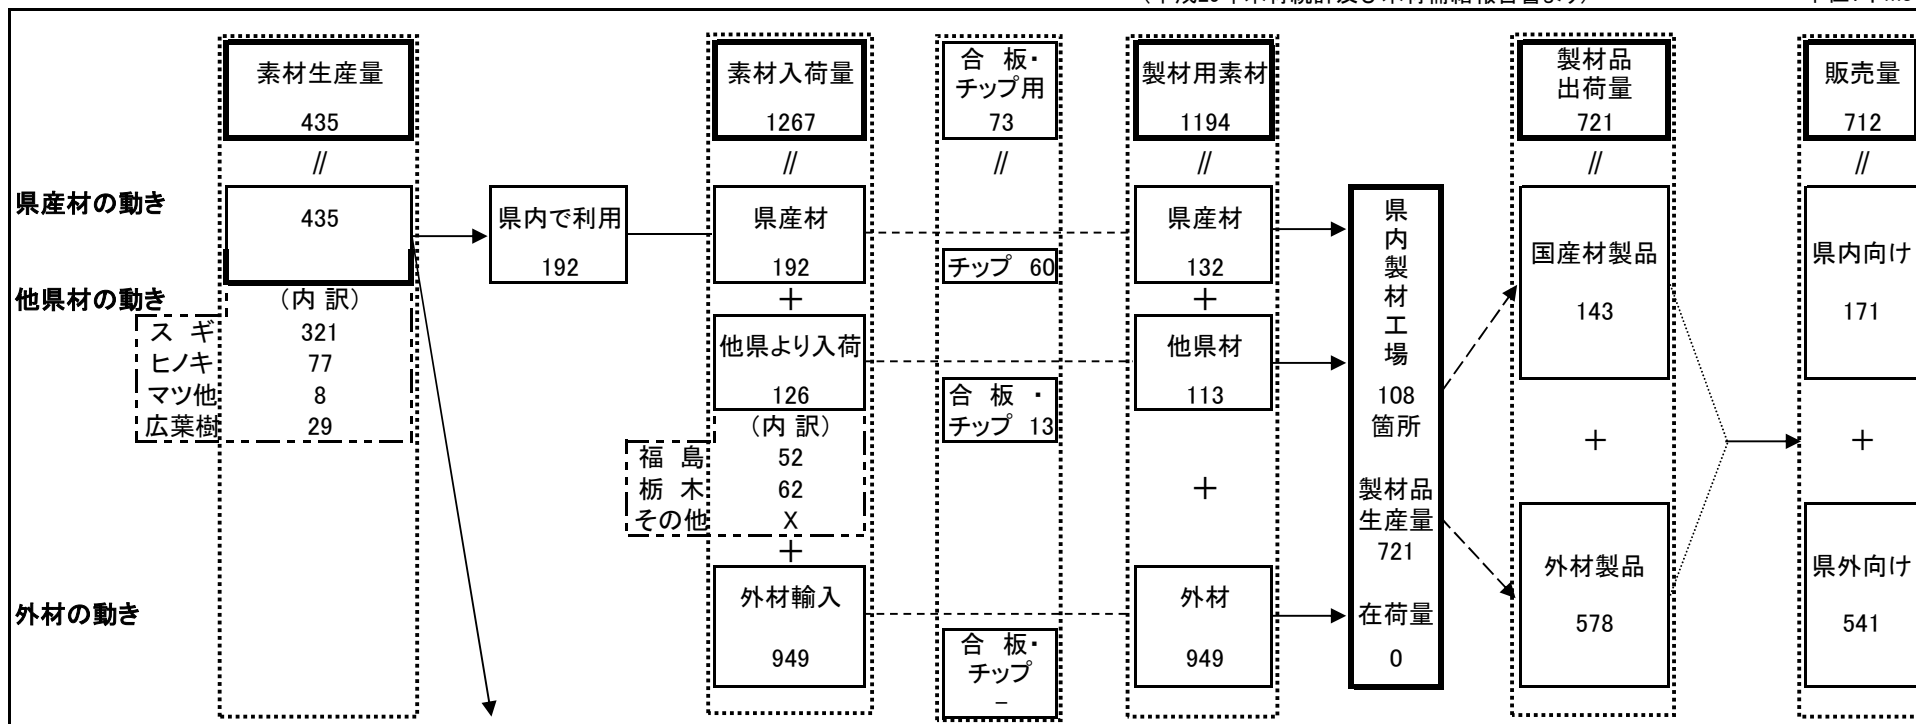 素材生産量
435
素材入荷量
1267
合 板・
チップ用
73
製材用素材
1194
製材品
出荷量
721
販売量
712
//
//
//
//
//
//
県産材の動き
435
県内で利用
192
県産材
192
チップ 60
県産材
132
+
+
他県材の動き
(内 訳)
スギ 321
ヒノキ 77
マツ他 8
広葉樹 29
他県より入荷
126
合 板 ・
チップ 13
他県材
113
(内 訳)
福 島 52
栃 木 62
その他 X
+
+
外材の動き
外材輸入
949
合 板・
チップ
-
外材
949
県内製材工場
108
箇所
製材品
生産量
721
在荷量
0
国産材製品
143
+
外材製品
578
県内向け
171
+
県外向け
541